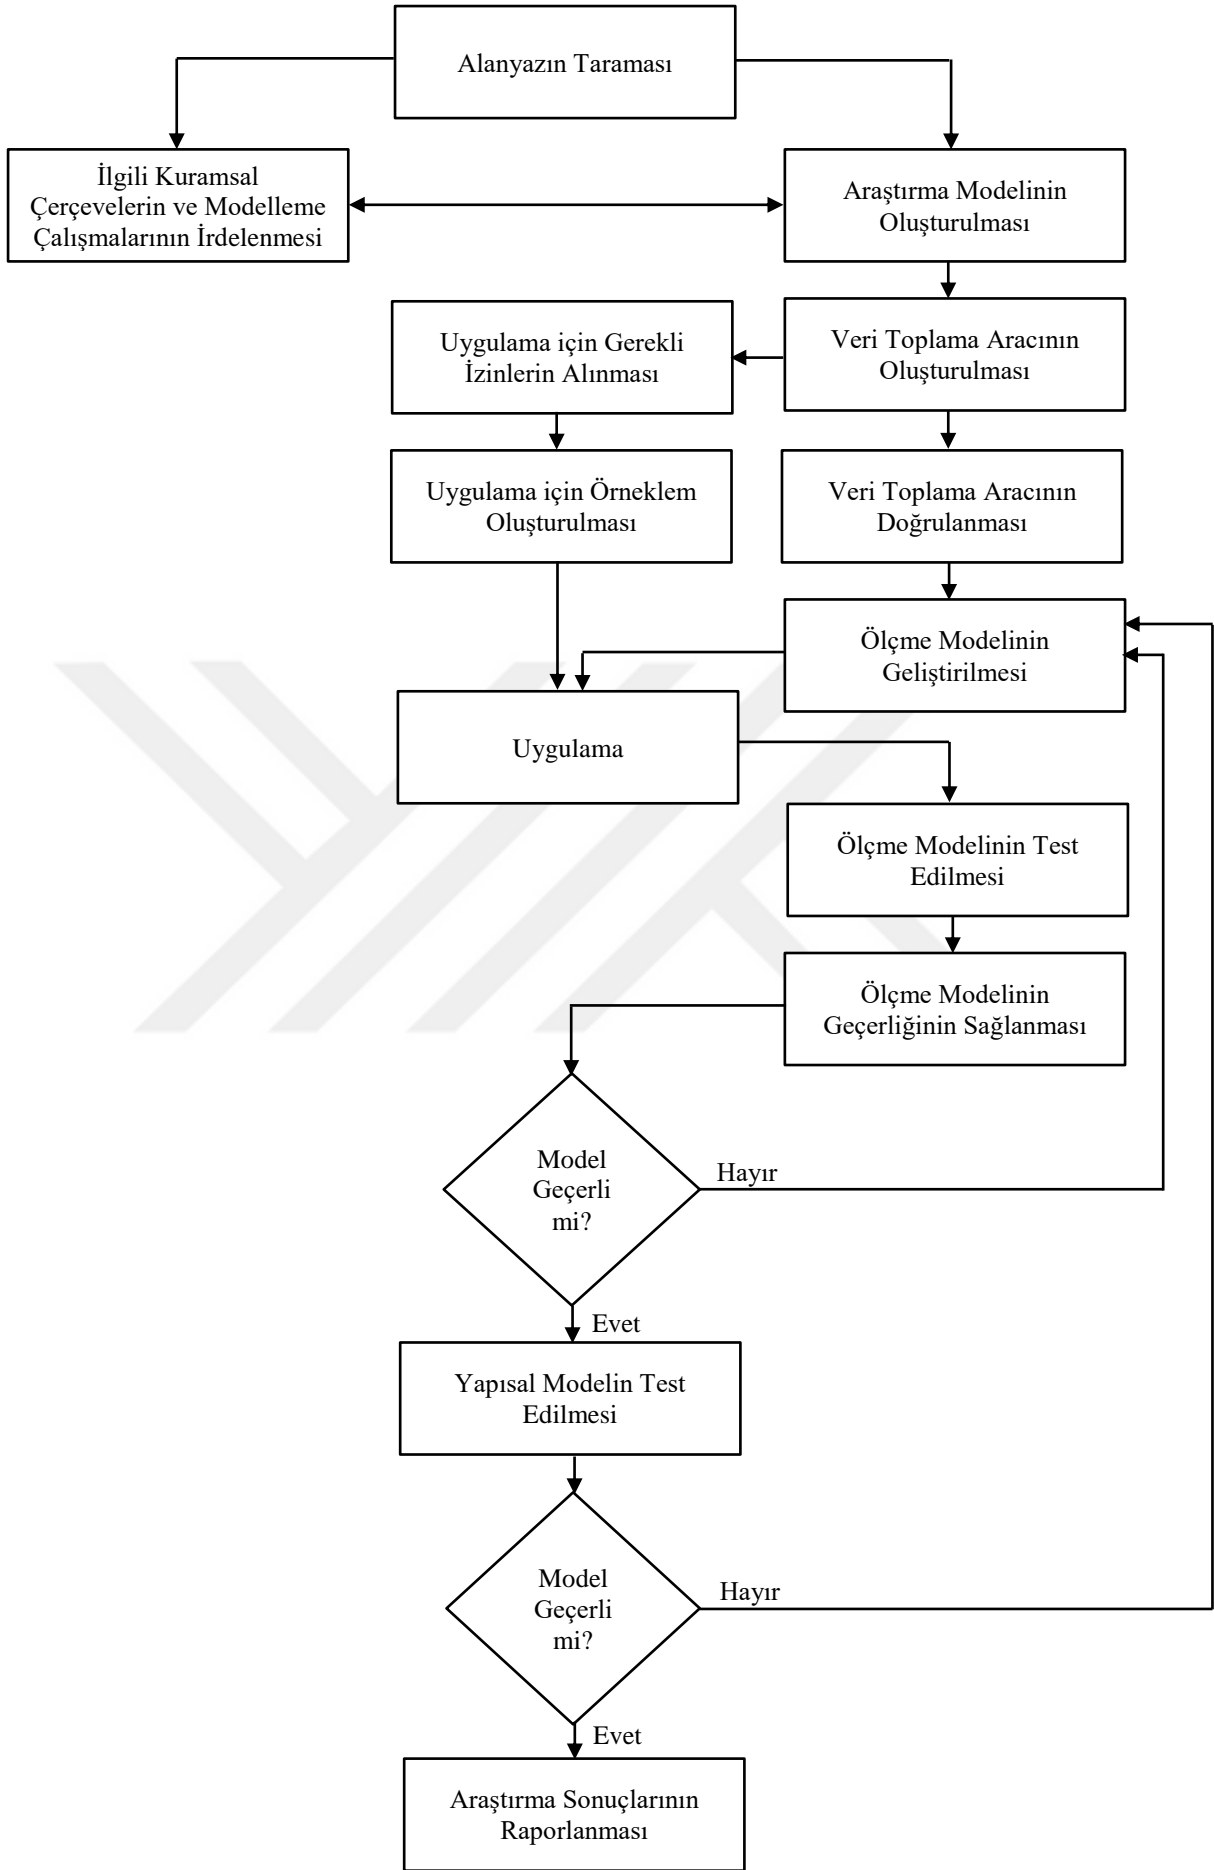 Alanyazın Taraması
İlgili Kuramsal
Çerçevelerin ve Modelleme
Çalışmalarının İrdelenmesi
Araştırma Modelinin
Oluşturulması
Uygulama için Gerekli
İzinlerin Alınması
Veri Toplama Aracının
Oluşturulması
Uygulama için Örneklem
Oluşturulması
Veri Toplama Aracının
Doğrulanması
Ölçme Modelinin
Geliştirilmesi
Uygulama
Ölçme Modelinin Test
Edilmesi
Ölçme Modelinin
Geçerliğinin Sağlanması
Model
Geçerli
mi?
Hayır
Evet
Yapısal Modelin Test
Edilmesi
Model
Geçerli
mi?
Hayır
Evet
Araştırma Sonuçlarının
Raporlanması